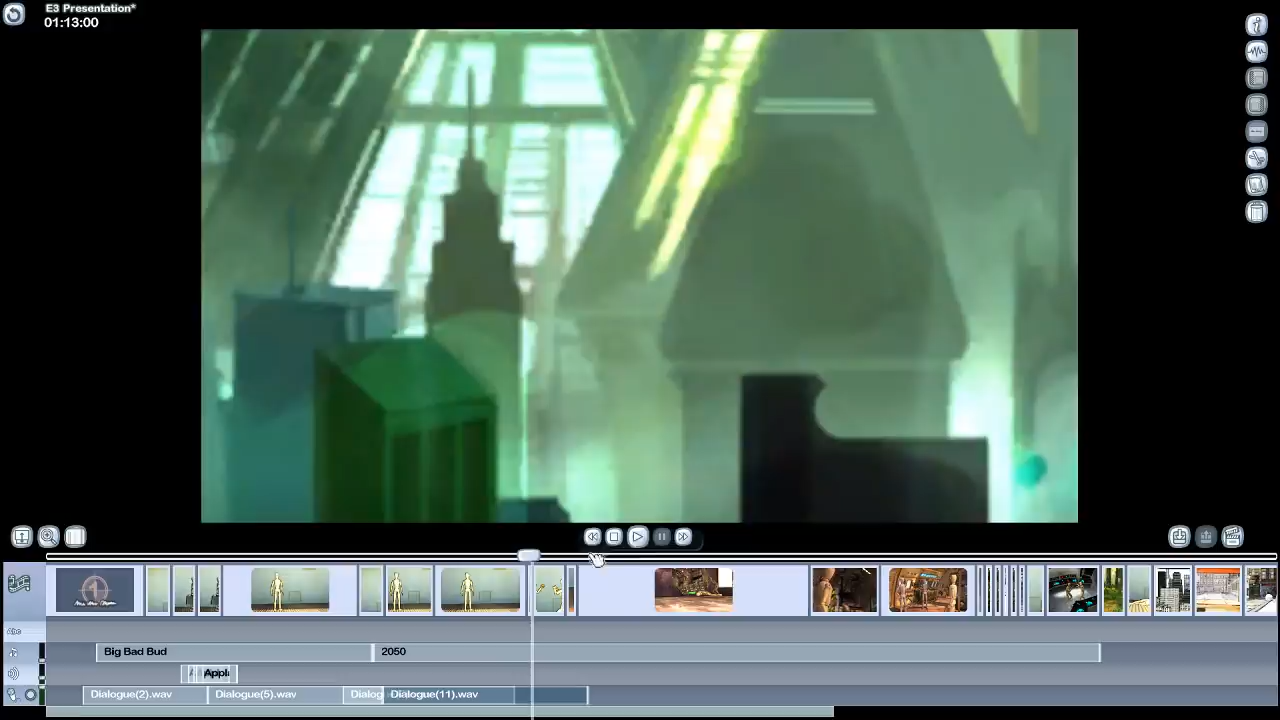 E3 Presentation*
01:13:00
Abc
Big Bad Bud
2050
Appl
Dialogue(2).wav
Dialogue(5).wav
Dialog
Dialogue(11).wav